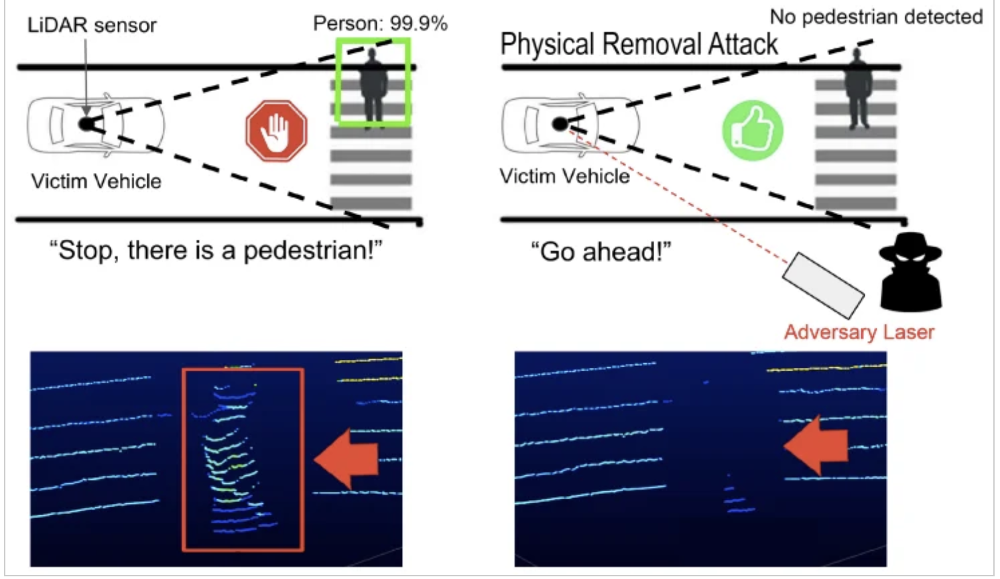 LiDAR sensor
Person: 99.9%
Victim Vehicle
“Stop, there is a pedestrian!”
No pedestrian detected
Physical Removal Attack
Victim Vehicle
“Go ahead!”
Adversary Laser